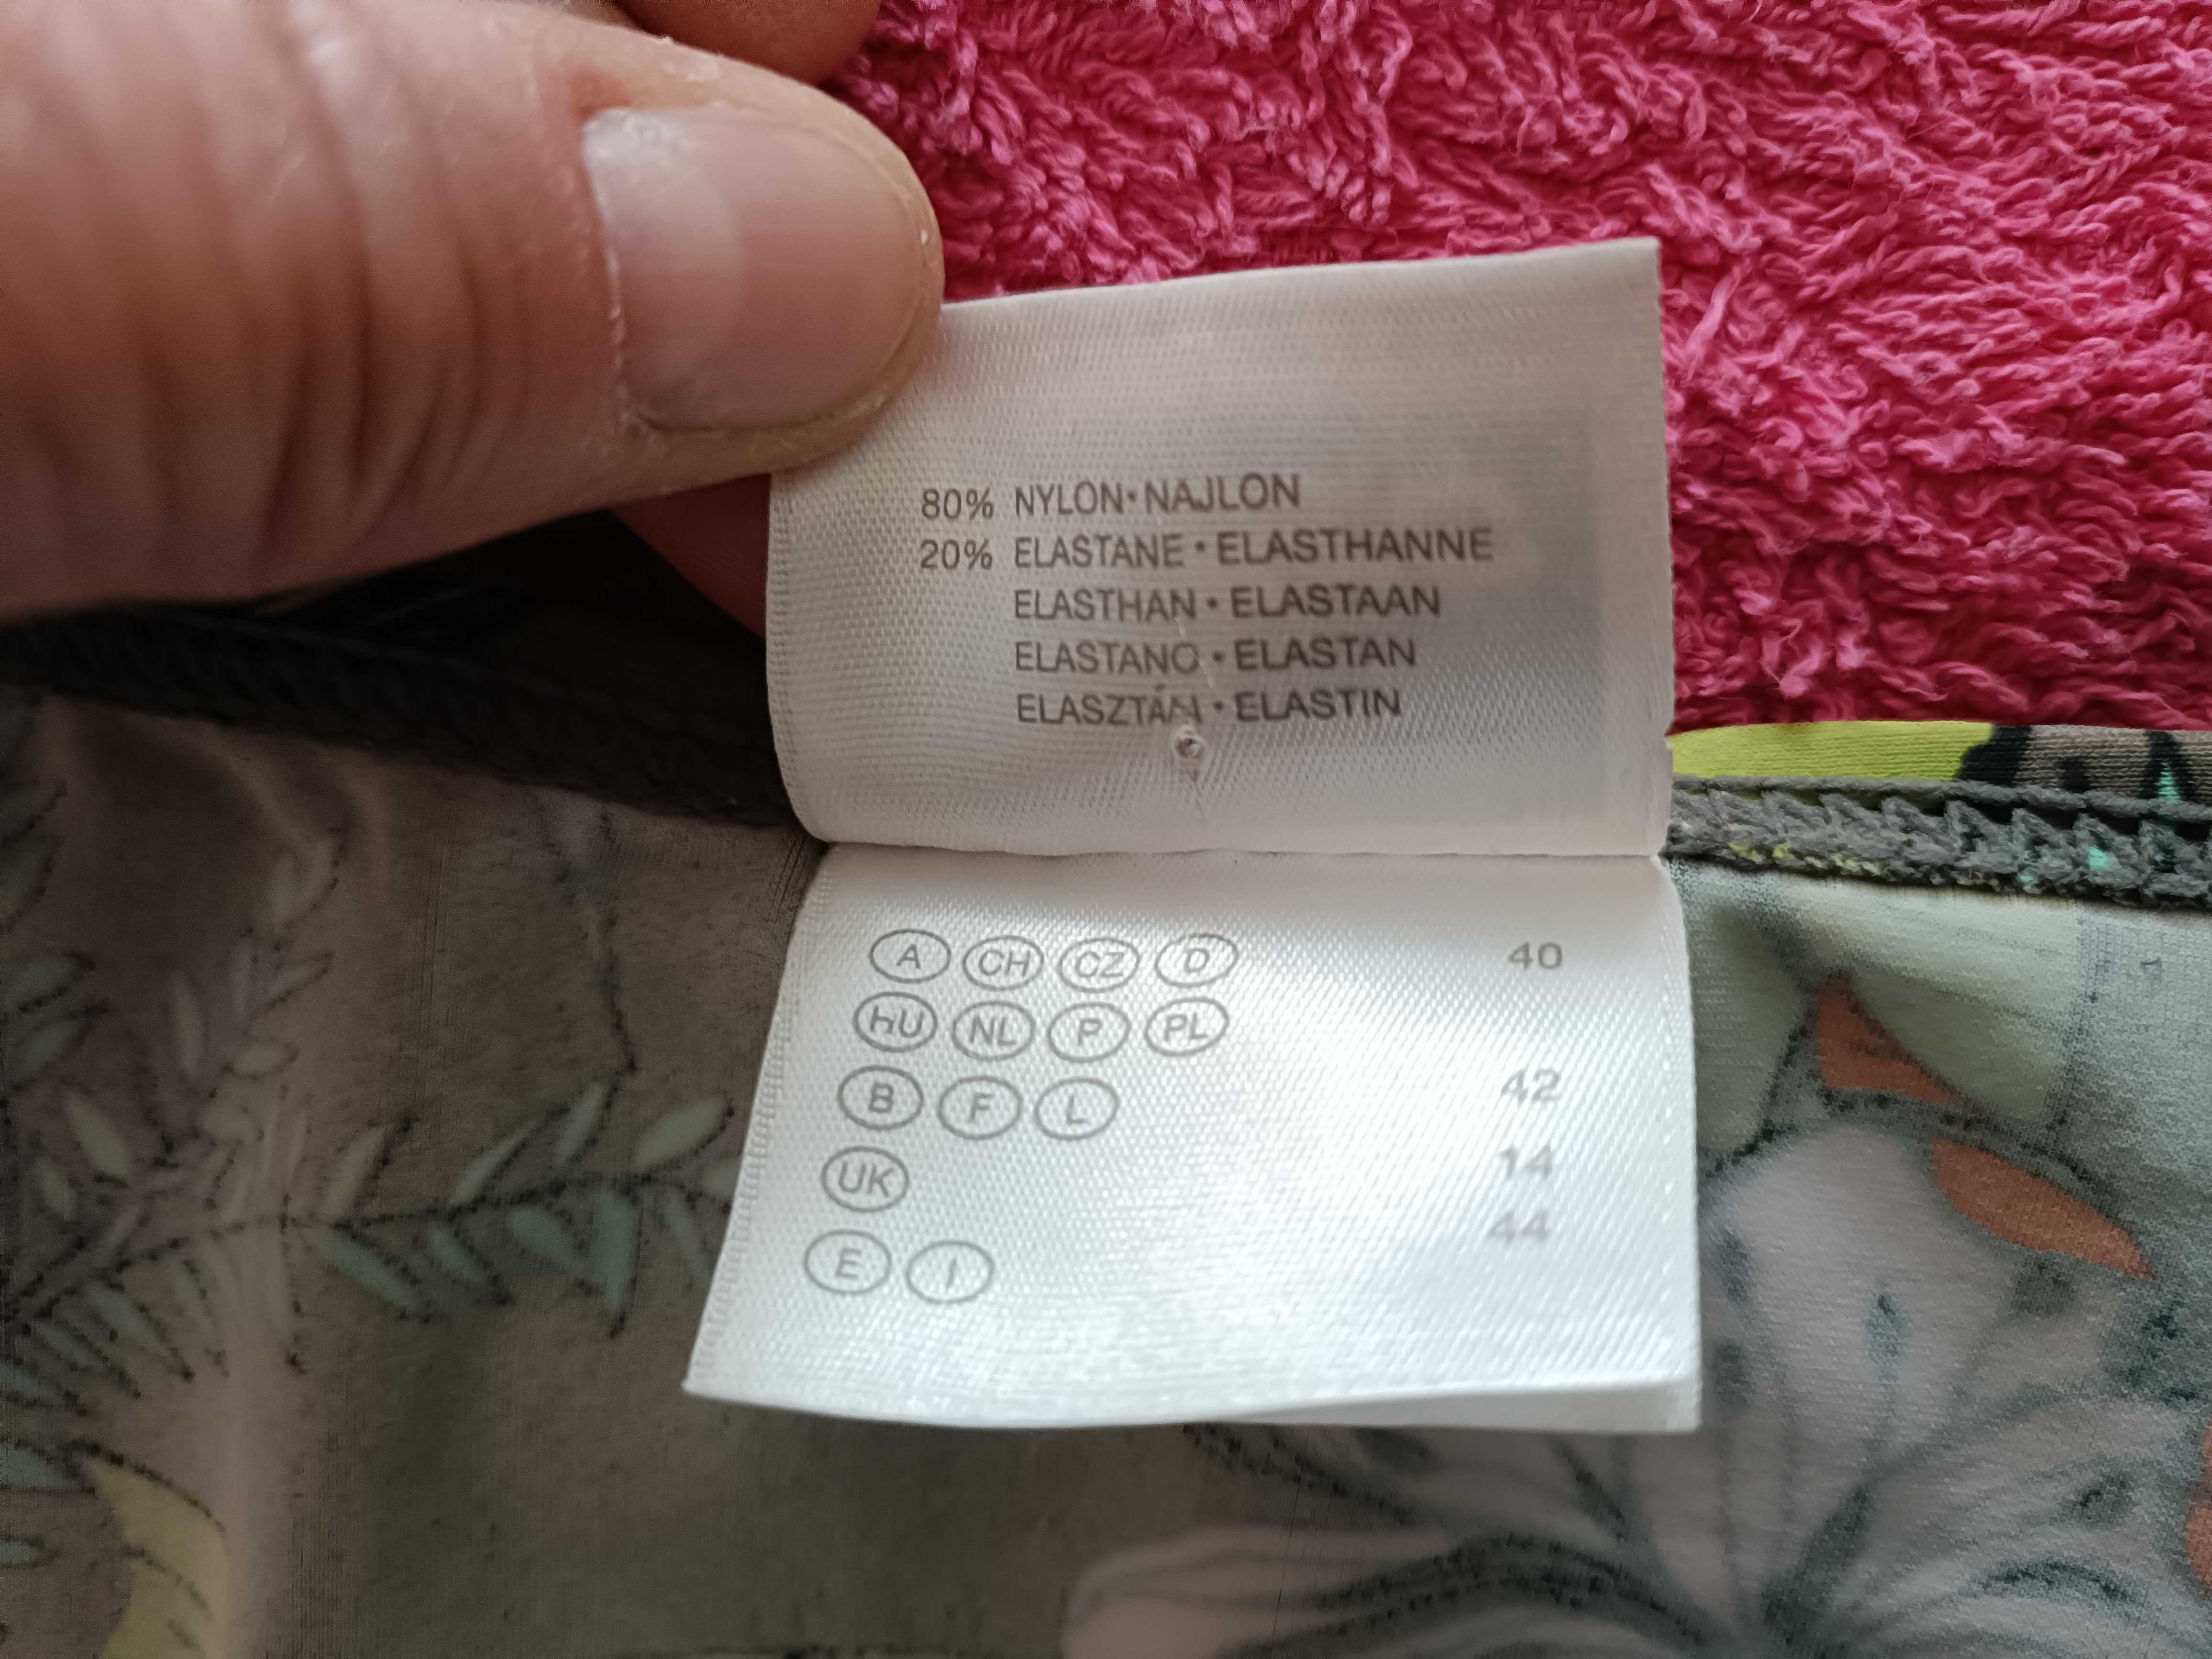 80% NYLON • NAJLON
20% ELASTANE • ELASTHANNE
ELASTHAN • ELASTAAN
ELASTANO • ELASTAN
ELASZTÁN • ELASTIN
A CH CZ D 40
hU NL P PL
B F L 42
UK 14
E I 44